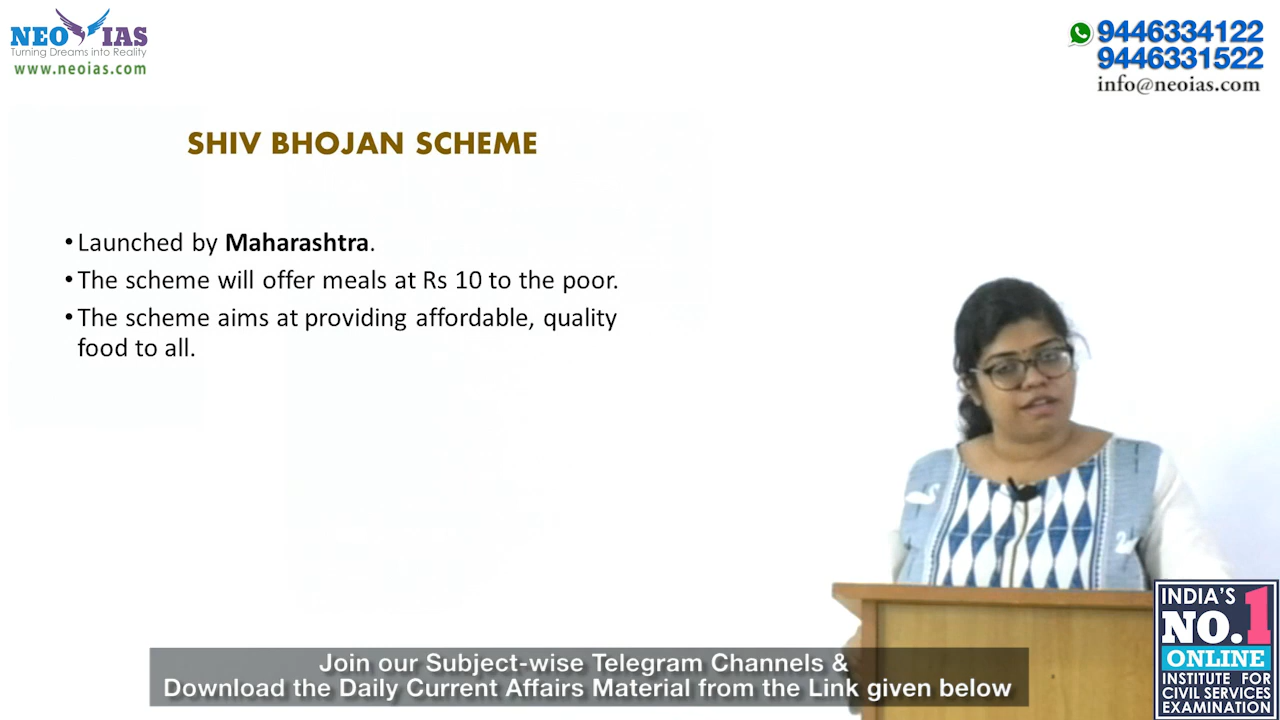 NEO IAS
Turning Dreams into Reality
www.neoias.com
9446334122
9446331522
info@neoias.com
SHIV BHOJAN SCHEME
•Launched by Maharashtra.
•The scheme will offer meals at Rs 10 to the poor.
•The scheme aims at providing affordable, quality
food to all.
Join our Subject-wise Telegram Channels &
Download the Daily Current Affairs Material from the Link given below
INDIA'S
NO.1
ONLINE
INSTITUTE FOR
CIVIL SERVICES
EXAMINATION